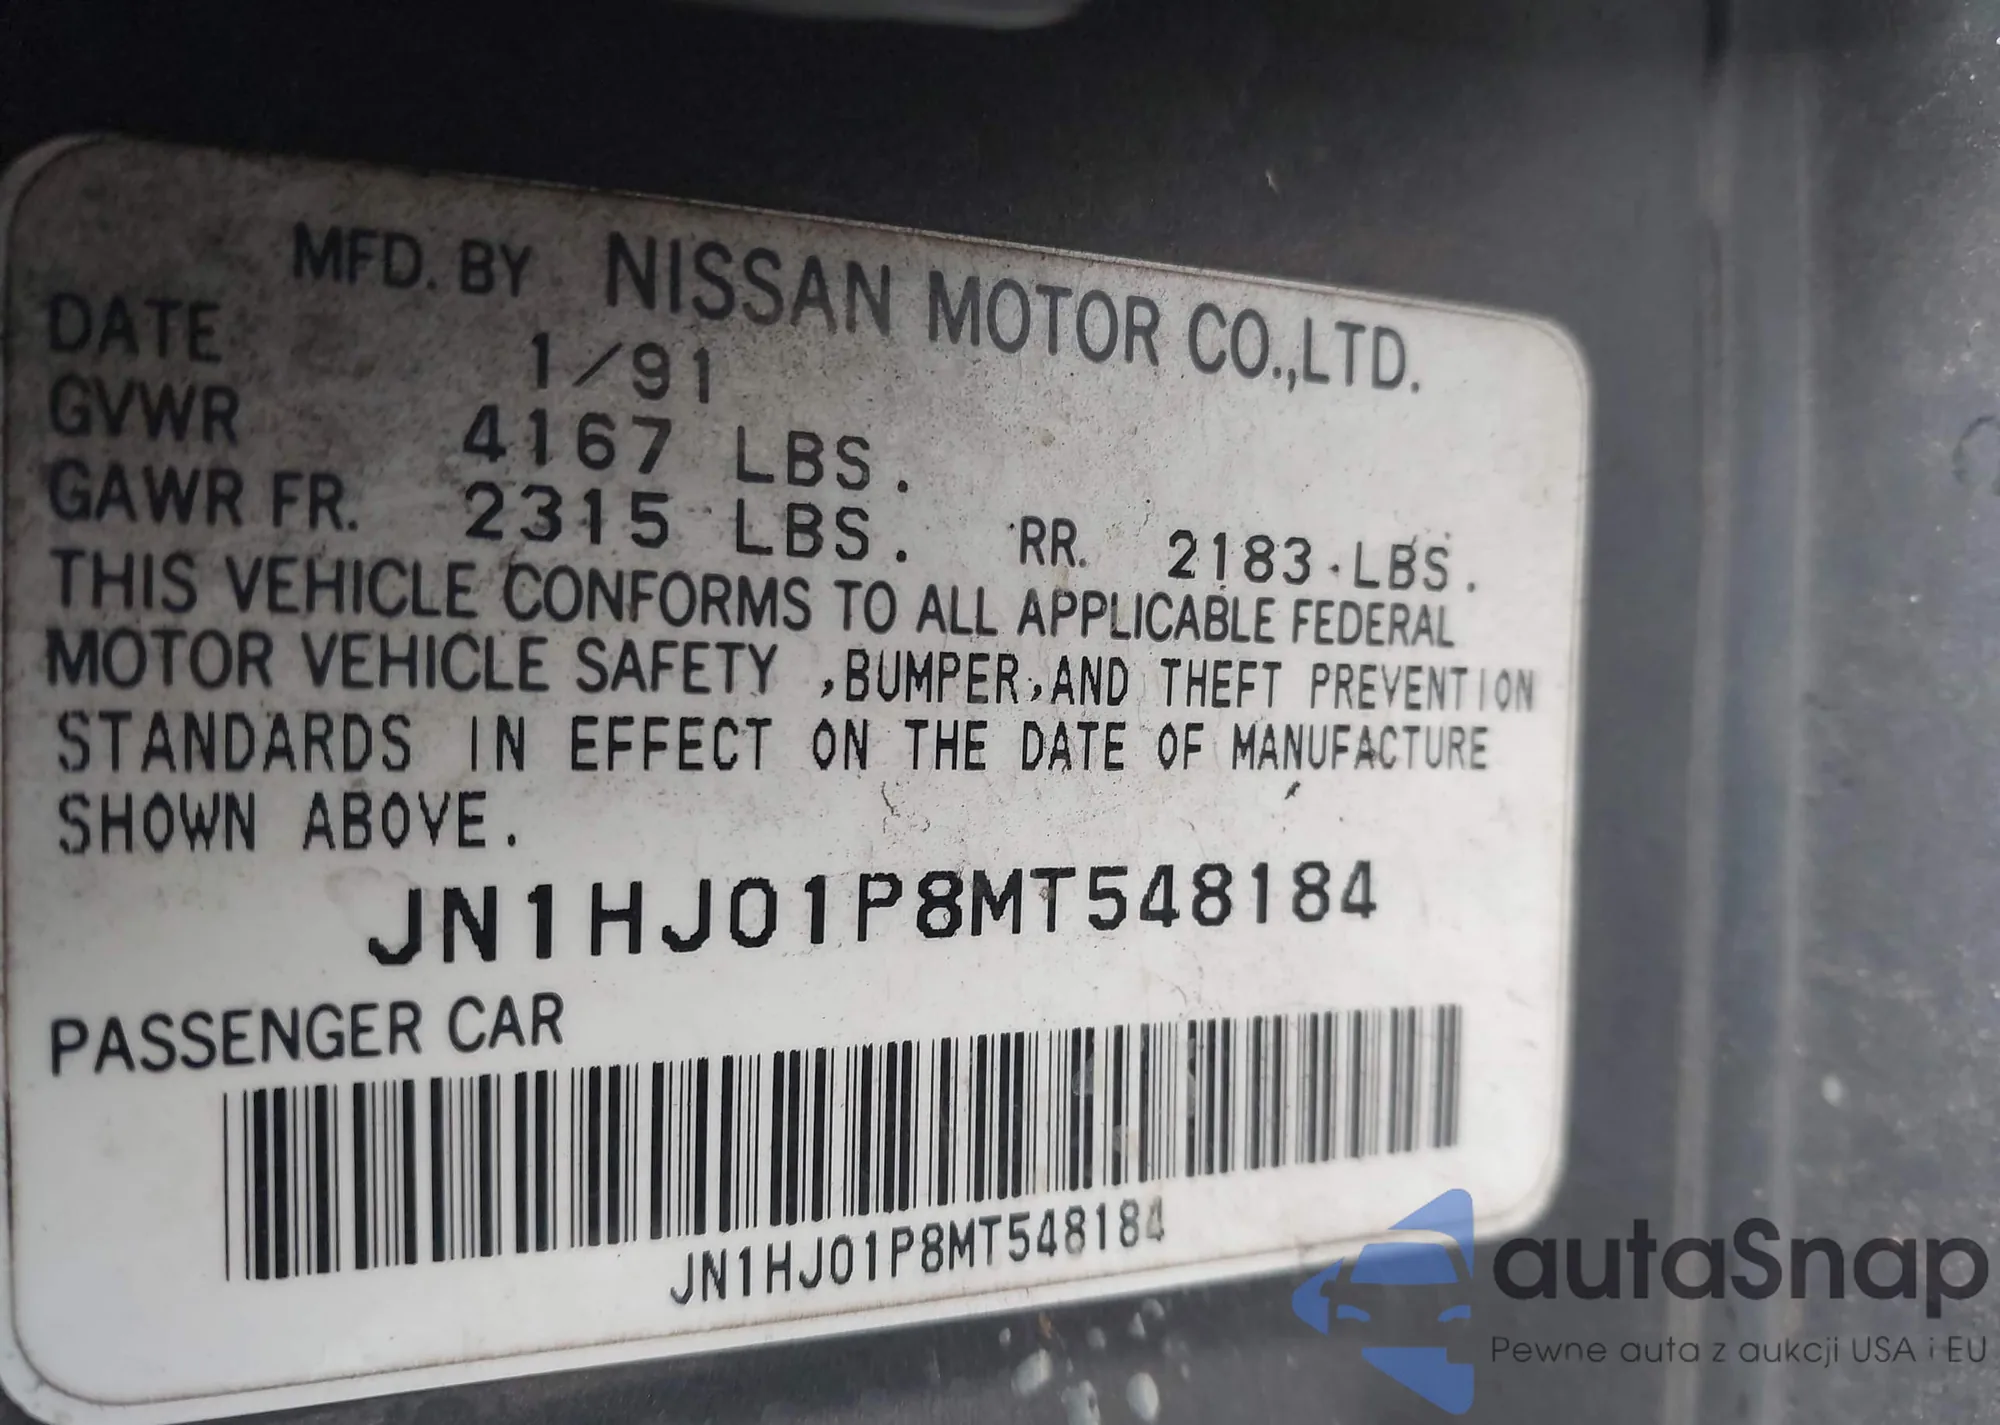 MFD. BY NISSAN MOTOR CO.,LTD.
DATE 1/91
GVWR 4167 LBS.
GAWR FR. 2315 LBS. RR. 2183 LBS.
THIS VEHICLE CONFORMS TO ALL APPLICABLE FEDERAL
MOTOR VEHICLE SAFETY ,BUMPER,AND THEFT PREVENTION
STANDARDS IN EFFECT ON THE DATE OF MANUFACTURE
SHOWN ABOVE.
JN1HJ01P8MT548184
PASSENGER CAR
JN1HJ01P8MT548184
autaSnap
Pewne auta z aukcji USA i EU